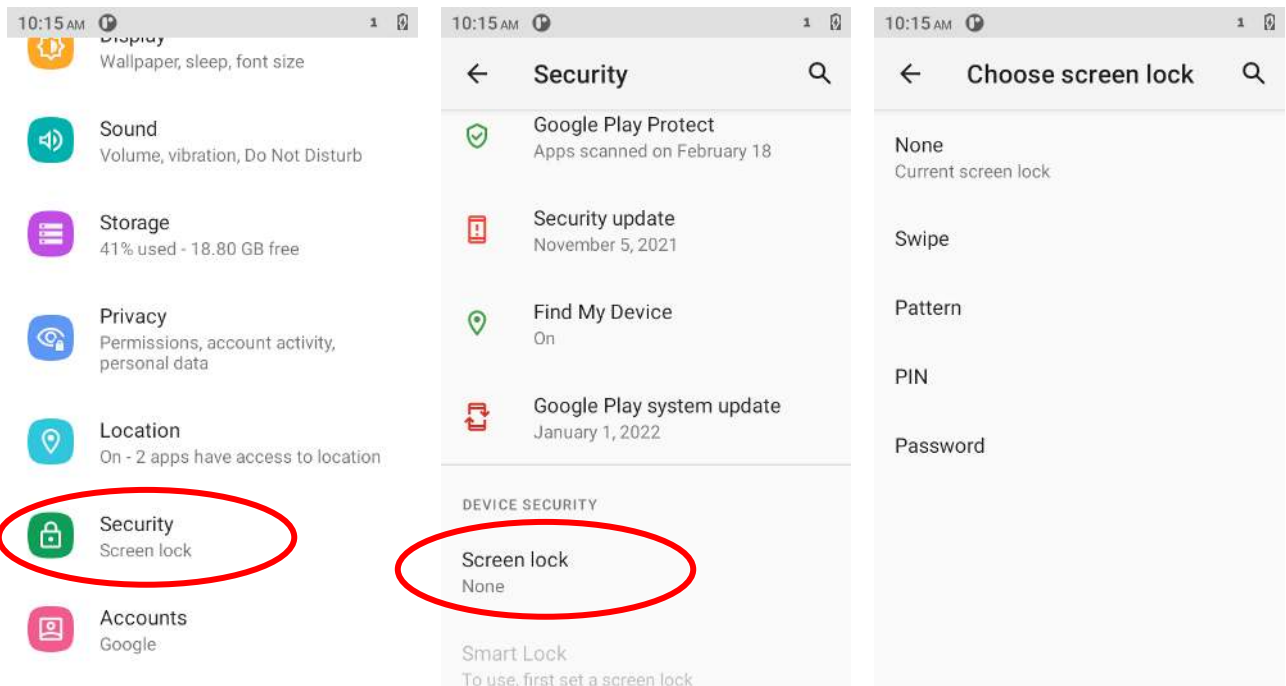 10:15 AM
1
Display
Wallpaper, sleep, font size
Sound
Volume, vibration, Do Not Disturb
Storage
41% used - 18.80 GB free
Privacy
Permissions, account activity,
personal data
Location
On - 2 apps have access to location
Security
Screen lock
Accounts
Google
10:15 AM
1
Security
Google Play Protect
Apps scanned on February 18
Security update
November 5, 2021
Find My Device
On
Google Play system update
January 1, 2022
DEVICE SECURITY
Screen lock
None
Smart Lock
To use, first set a screen lock
10:15 AM
1
Choose screen lock
None
Current screen lock
Swipe
Pattern
PIN
Password